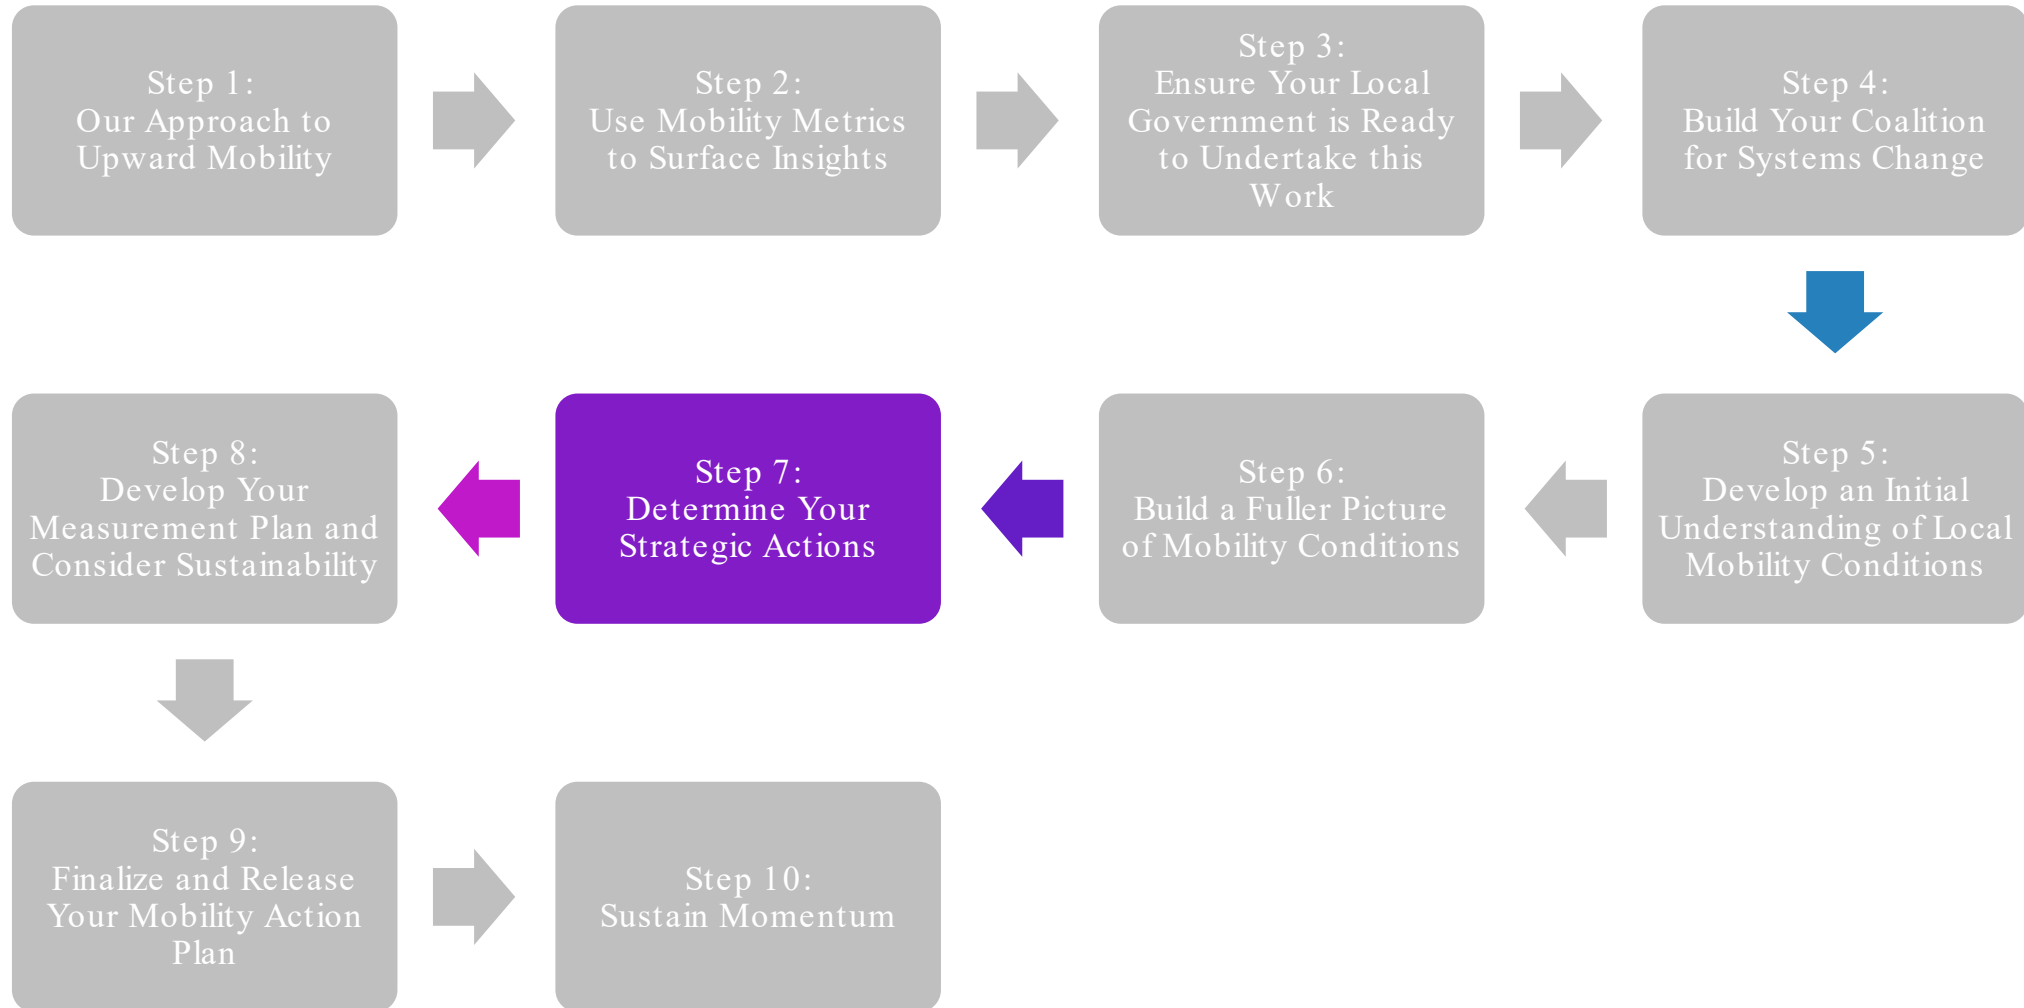 Step 1:
Our Approach to
Upward Mobility
Step 2:
Use Mobility Metrics
to Surface Insights
Step 3:
Ensure Your Local
Government is Ready
to Undertake this
Work
Step 4:
Build Your Coalition
for Systems Change
Step 5:
Develop an Initial
Understanding of Local
Mobility Conditions
Step 6:
Build a Fuller Picture
of Mobility Conditions
Step 7:
Determine Your
Strategic Actions
Step 8:
Develop Your
Measurement Plan and
Consider Sustainability
Step 9:
Finalize and Release
Your Mobility Action
Plan
Step 10:
Sustain Momentum